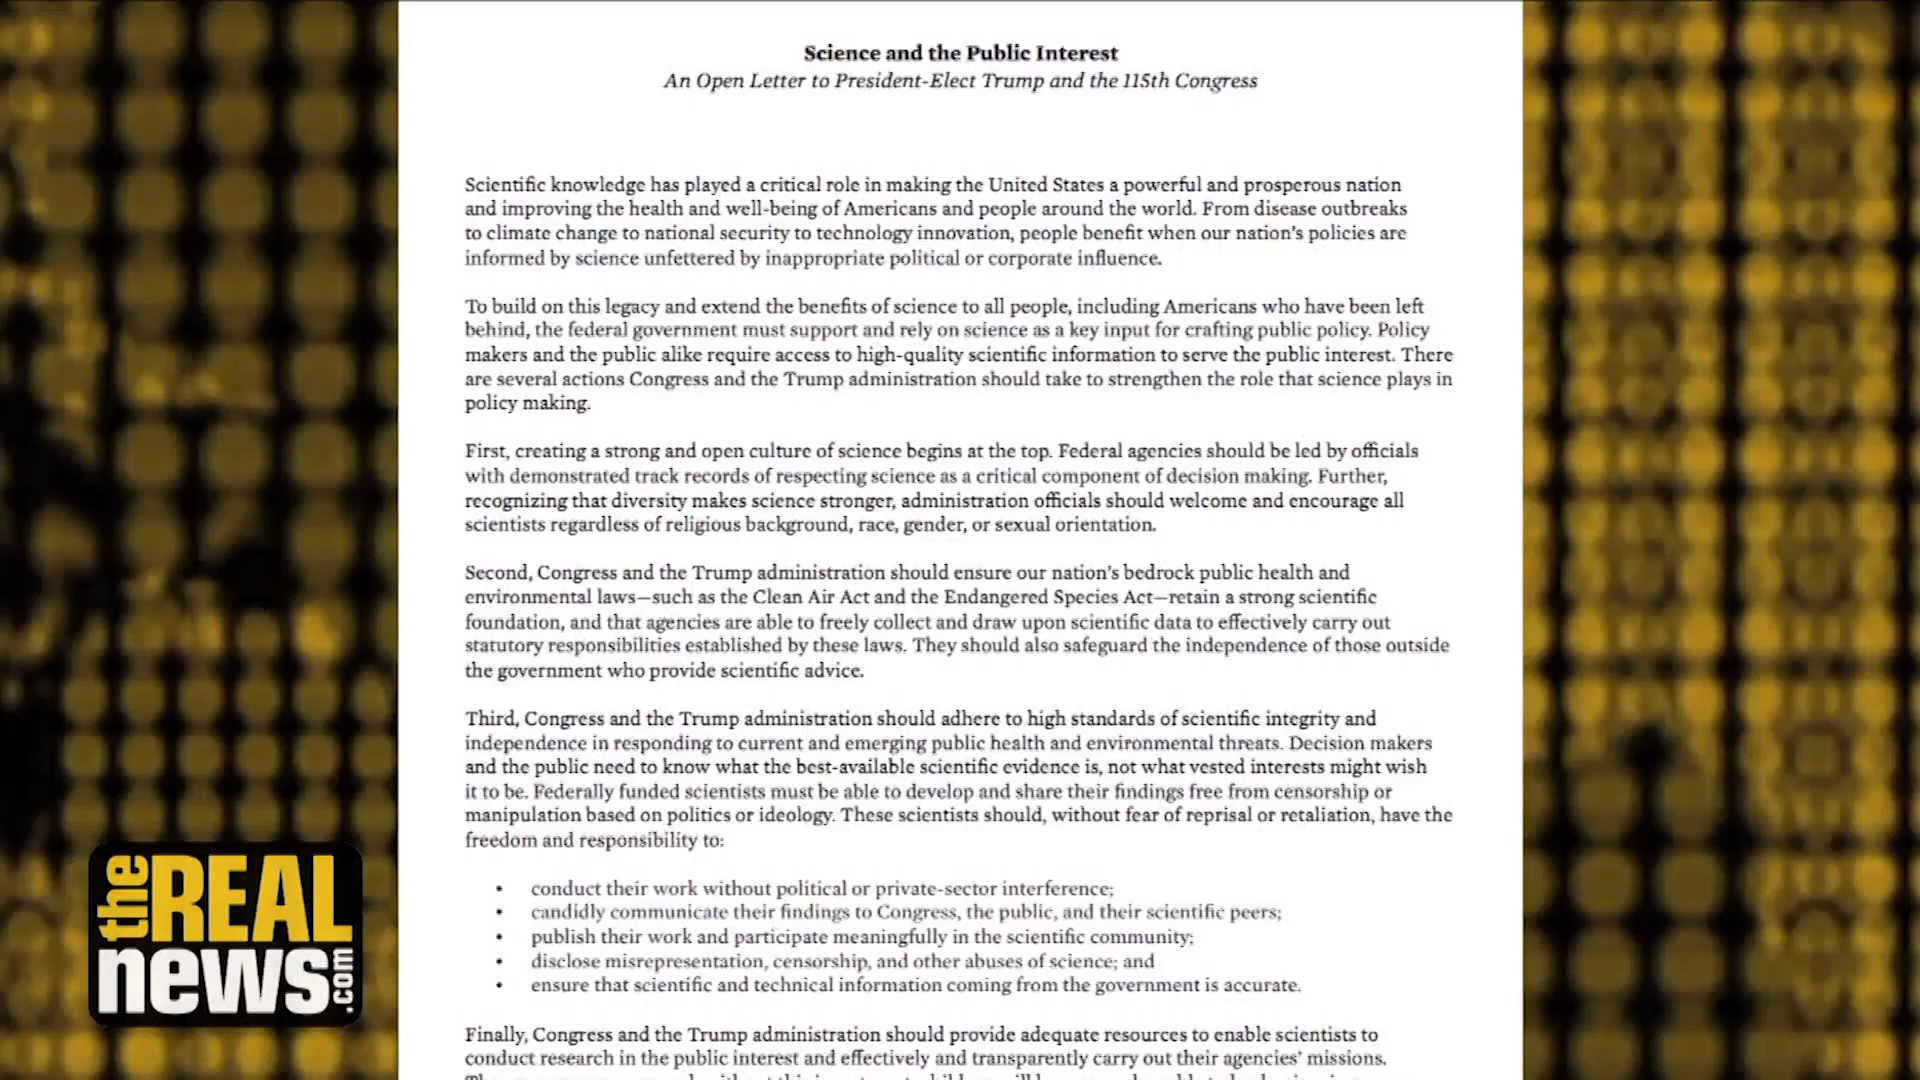 Science and the Public Interest
An Open Letter to President-Elect Trump and the 115th Congress
Scientific knowledge has played a critical role in making the United States a powerful and prosperous nation
and improving the health and well-being of Americans and people around the world. From disease outbreaks
to climate change to national security to technology innovation, people benefit when our nation's policies are
informed by science unfettered by inappropriate political or corporate influence.
To build on this legacy and extend the benefits of science to all people, including Americans who have been left
behind, the federal government must support and rely on science as a key input for crafting public policy. Policy
makers and the public alike require access to high-quality scientific information to serve the public interest. There
are several actions Congress and the Trump administration should take to strengthen the role that science plays in
policy making.
First, creating a strong and open culture of science begins at the top. Federal agencies should be led by officials
with demonstrated track records of respecting science as a critical component of decision making. Further,
recognizing that diversity makes science stronger, administration officials should welcome and encourage all
scientists regardless of religious background, race, gender, or sexual orientation.
Second, Congress and the Trump administration should ensure our nation's bedrock public health and
environmental laws—such as the Clean Air Act and the Endangered Species Act—retain a strong scientific
foundation, and that agencies are able to freely collect and draw upon scientific data to effectively carry out
statutory responsibilities established by these laws. They should also safeguard the independence of those outside
the government who provide scientific advice.
Third, Congress and the Trump administration should adhere to high standards of scientific integrity and
independence in responding to current and emerging public health and environmental threats. Decision makers
and the public need to know what the best-available scientific evidence is, not what vested interests might wish
it to be. Federally funded scientists must be able to develop and share their findings free from censorship or
manipulation based on politics or ideology. These scientists should, without fear of reprisal or retaliation, have the
freedom and responsibility to:
• conduct their work without political or private-sector interference;
• candidly communicate their findings to Congress, the public, and their scientific peers;
• publish their work and participate meaningfully in the scientific community;
• disclose misrepresentation, censorship, and other abuses of science; and
• ensure that scientific and technical information coming from the government is accurate.
Finally, Congress and the Trump administration should provide adequate resources to enable scientists to
conduct research in the public interest and effectively and transparently carry out their agencies' missions.
the REAL
news.com